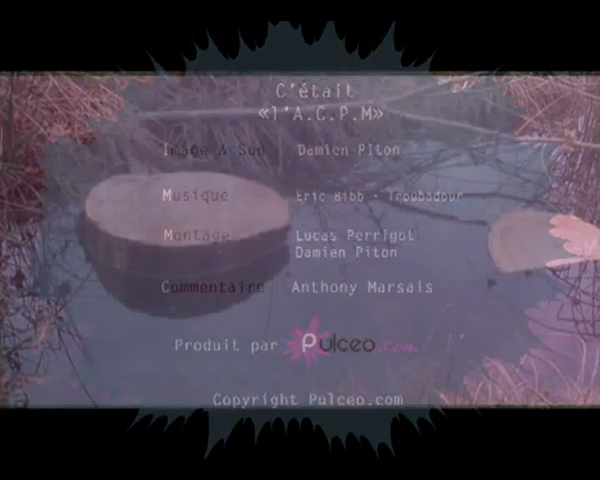 C'était
«l'A.C.P.M»
Image & Son Damien Piton
Musique Eric Bibb - Troubadour
Montage Lucas Perrigot
Damien Piton
Commentaire Anthony Marsais
Produit par Pulceo.com
Copyright Pulceo.com